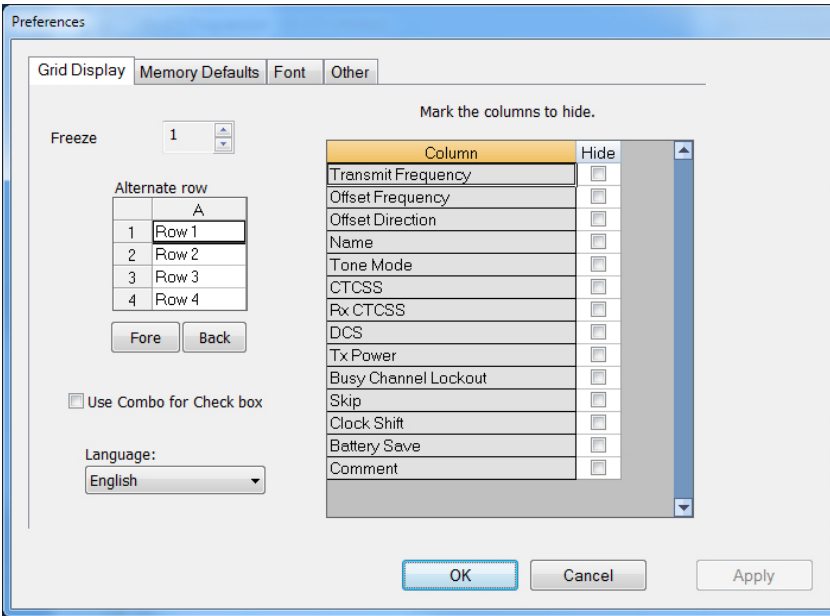 Preferences
Grid Display Memory Defaults Font Other
Mark the columns to hide.
Freeze 1
Column Hide
Transmit Frequency
Offset Frequency
Offset Direction
Name
Tone Mode
CTCSS
Rx CTCSS
DCS
Tx Power
Busy Channel Lockout
Skip
Clock Shift
Battery Save
Comment
Alternate row
A
1 Row 1
2 Row 2
3 Row 3
4 Row 4
Fore Back
Use Combo for Check box
Language:
English
OK Cancel Apply